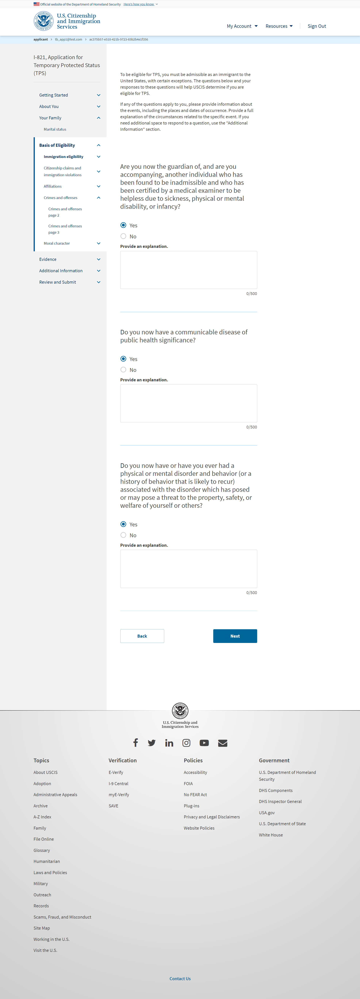 Official website of the Department of Homeland Security Here's how you know
U.S. Citizenship
and Immigration
Services
My Account Resources Sign Out
applicant > tb_app1@test.com > ac375b57-e510-421b-9723-65b2b4e1f356
I-821, Application for
Temporary Protected Status
(TPS)
Getting Started
About You
Your Family
Marital status
Basis of Eligibility
Immigration eligibility
Citizenship claims and
immigration violations
Affiliations
Crimes and offenses
Crimes and offenses
page 2
Crimes and offenses
page 3
Moral character
Evidence
Additional Information
Review and Submit
To be eligible for TPS, you must be admissible as an immigrant to the
United States, with certain exceptions. The questions below and your
responses to these questions will help USCIS determine if you are
eligible for TPS.
If any of the questions apply to you, please provide information about
the events, including the places and dates of occurrence. Provide a full
explanation of the circumstances related to the specific event. If you
need additional space to respond to a question, use the "Additional
Information" section.
Are you now the guardian of, and are you
accompanying, another individual who has
been found to be inadmissible and who has
been certified by a medical examiner to be
helpless due to sickness, physical or mental
disability, or infancy?
Yes
No
Provide an explanation.
0/500
Do you now have a communicable disease of
public health significance?
Yes
No
Provide an explanation.
0/500
Do you now have or have you ever had a
physical or mental disorder and behavior (or a
history of behavior that is likely to recur)
associated with the disorder which has posed
or may pose a threat to the property, safety, or
welfare of yourself or others?
Yes
No
Provide an explanation.
0/500
Back
Next
U.S. Citizenship and
Immigration Services
Topics
About USCIS
Adoption
Administrative Appeals
Archive
A-Z Index
Family
File Online
Glossary
Humanitarian
Laws and Policies
Military
Outreach
Records
Scams, Fraud, and Misconduct
Site Map
Working in the U.S.
Visit the U.S.
Verification
E-Verify
I-9 Central
myE-Verify
SAVE
Policies
Accessibility
FOIA
No FEAR Act
Plug-ins
Privacy and Legal Disclaimers
Website Policies
Government
U.S. Department of Homeland
Security
DHS Components
DHS Inspector General
USA.gov
U.S. Department of State
White House
Contact Us